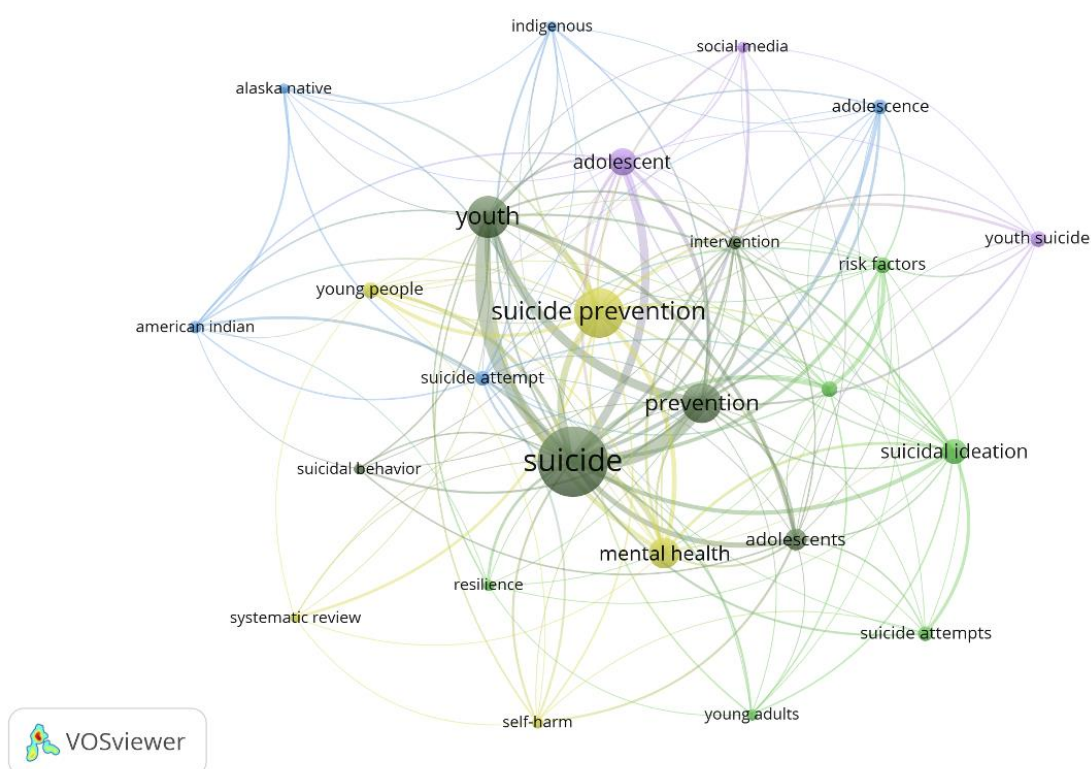 indigenous
social media
alaska native
adolescence
adolescent
youth
intervention
youth suicide
risk factors
young people
suicide prevention
american indian
suicide attempt
prevention
suicidal ideation
suicide
suicidal behavior
adolescents
mental health
resilience
systematic review
suicide attempts
young adults
self-harm
VOSviewer